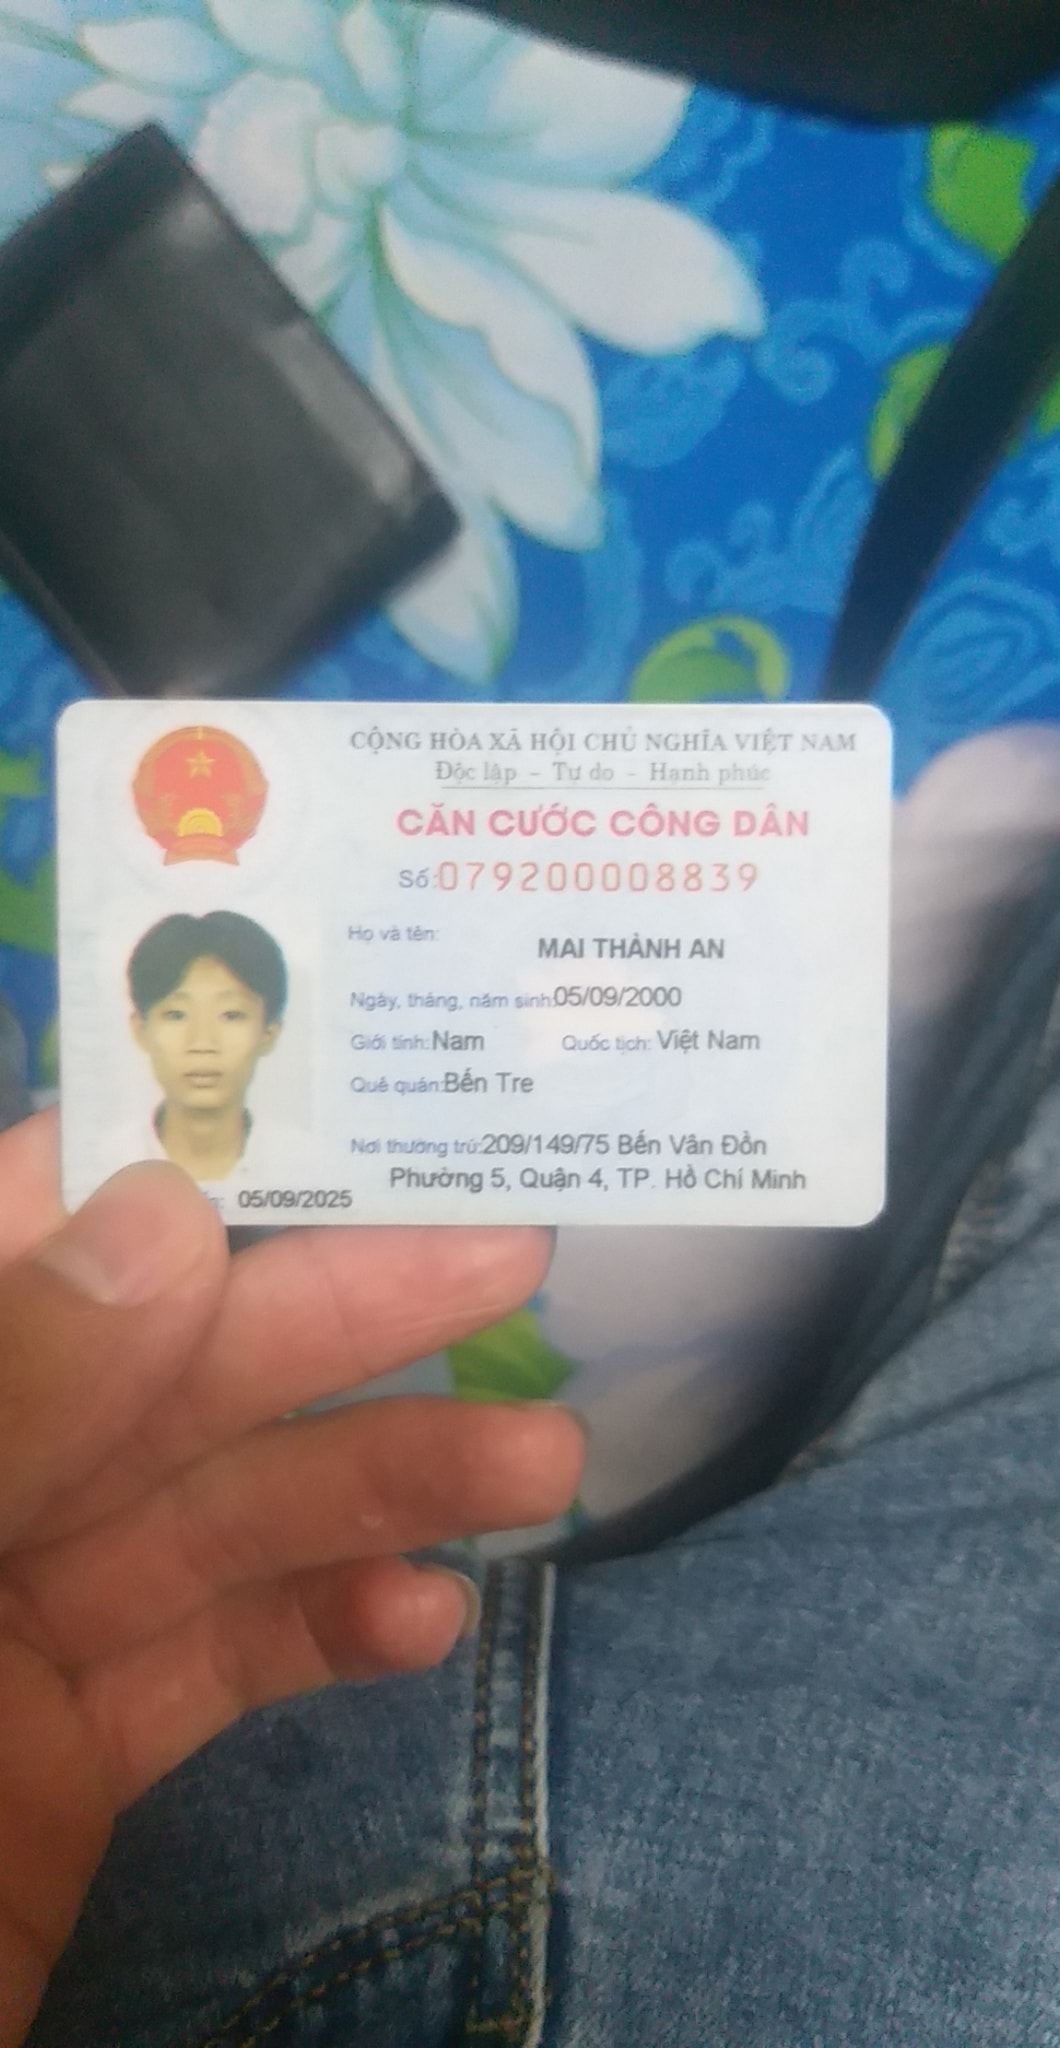 CỘNG HÒA XÃ HỘI CHỦ NGHĨA VIỆT NAM
Độc lập - Tự do - Hạnh phúc
CĂN CƯỚC CÔNG DÂN
Số: 079200008839
Họ và tên:
MAI THÀNH AN
Ngày, tháng, năm sinh: 05/09/2000
Giới tính: Nam Quốc tịch: Việt Nam
Quê quán: Bến Tre
Nơi thường trú: 209/149/75 Bến Vân Đồn
Phường 5, Quận 4, TP. Hồ Chí Minh
05/09/2025